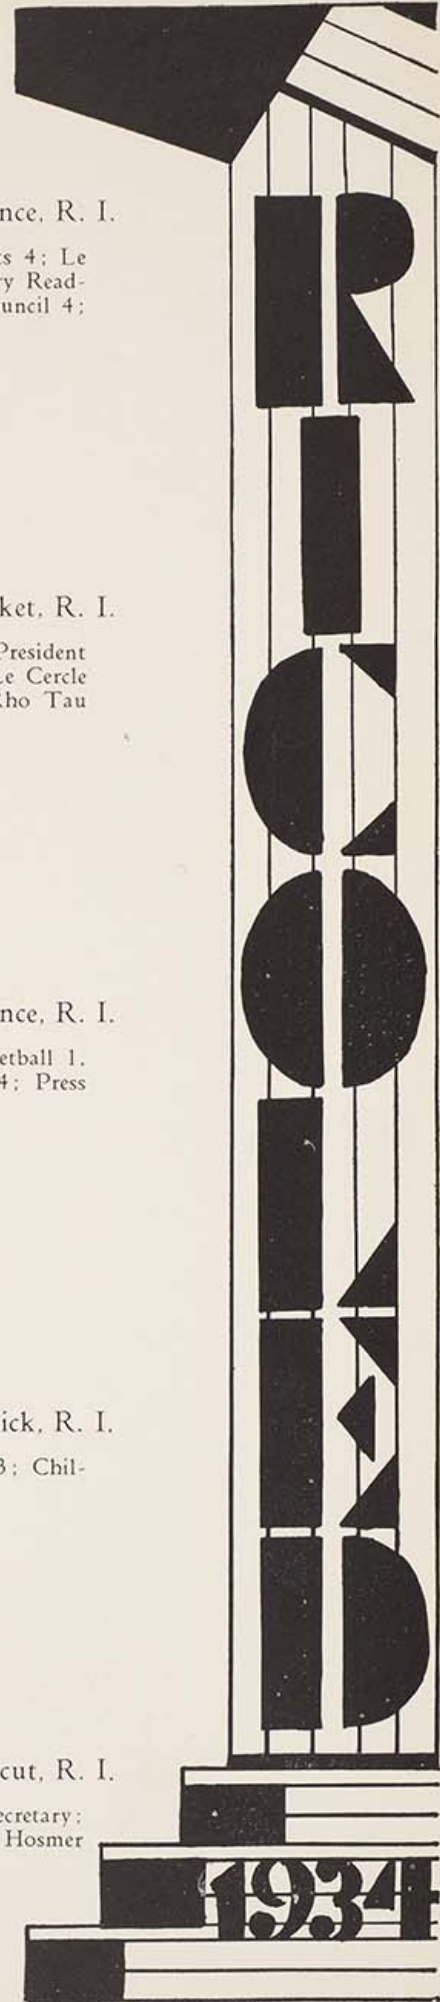 nce, R. I.
ts 4; Le
ry Read-
uncil 4;
ket, R. I.
President
Le Cercle
Rho Tau
nce, R. I.
etball 1,
4; Press
ick, R. I.
3; Chil-
cut, R. I.
ecretary;
Hosmer
R
I
C
O
L
E
D
1934